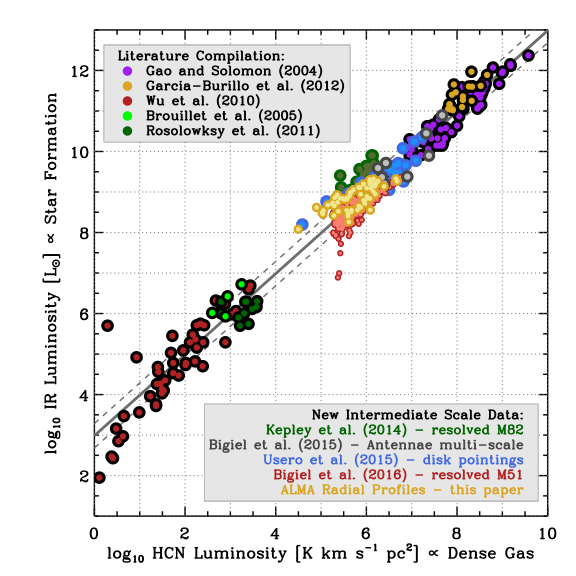 Literature Compilation:
Gao and Solomon (2004)
Garcia-Burillo et al. (2012)
Wu et al. (2010)
Brouillet et al. (2005)
Rosolowksy et al. (2011)
12
10
8
6
4
2
log₁₀ IR Luminosity [L⊙] ∝ Star Formation
New Intermediate Scale Data:
Kepley et al. (2014) – resolved M82
Bigiel et al. (2015) – Antennae multi-scale
Usero et al. (2015) – disk pointings
Bigiel et al. (2016) – resolved M51
ALMA Radial Profiles – this paper
0 2 4 6 8 10
log₁₀ HCN Luminosity [K km s⁻¹ pc²] ∝ Dense Gas